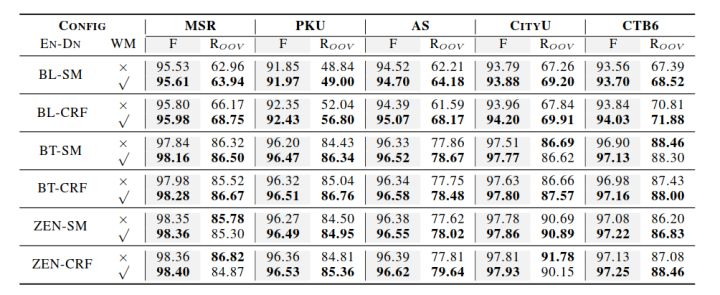 CONFIG MSR PKU AS CITYU CTB6
EN-DN WM F R_OOV F R_OOV F R_OOV F R_OOV F R_OOV
BL-SM × 95.53 62.96 91.85 48.84 94.52 62.21 93.79 67.26 93.56 67.39
√ 95.61 63.94 91.97 49.00 94.70 64.18 93.88 69.20 93.70 68.52
BL-CRF × 95.80 66.17 92.35 52.04 94.39 61.59 93.96 67.84 93.84 70.81
√ 95.98 68.75 92.43 56.80 95.07 68.17 94.20 69.91 94.03 71.88
BT-SM × 97.84 86.32 96.20 84.43 96.33 77.86 97.51 86.69 96.90 88.46
√ 98.16 86.50 96.47 86.34 96.52 78.67 97.77 86.62 97.13 88.30
BT-CRF × 97.98 85.52 96.32 85.04 96.34 77.75 97.63 86.66 96.98 87.43
√ 98.28 86.67 96.51 86.76 96.58 78.48 97.80 87.57 97.16 88.00
ZEN-SM × 98.35 85.78 96.27 84.50 96.38 77.62 97.78 90.69 97.08 86.20
√ 98.36 85.30 96.49 84.95 96.55 78.02 97.86 90.89 97.22 86.83
ZEN-CRF × 98.36 86.82 96.36 84.81 96.39 77.81 97.81 91.78 97.13 87.08
√ 98.40 84.87 96.53 85.36 96.62 79.64 97.93 90.15 97.25 88.46